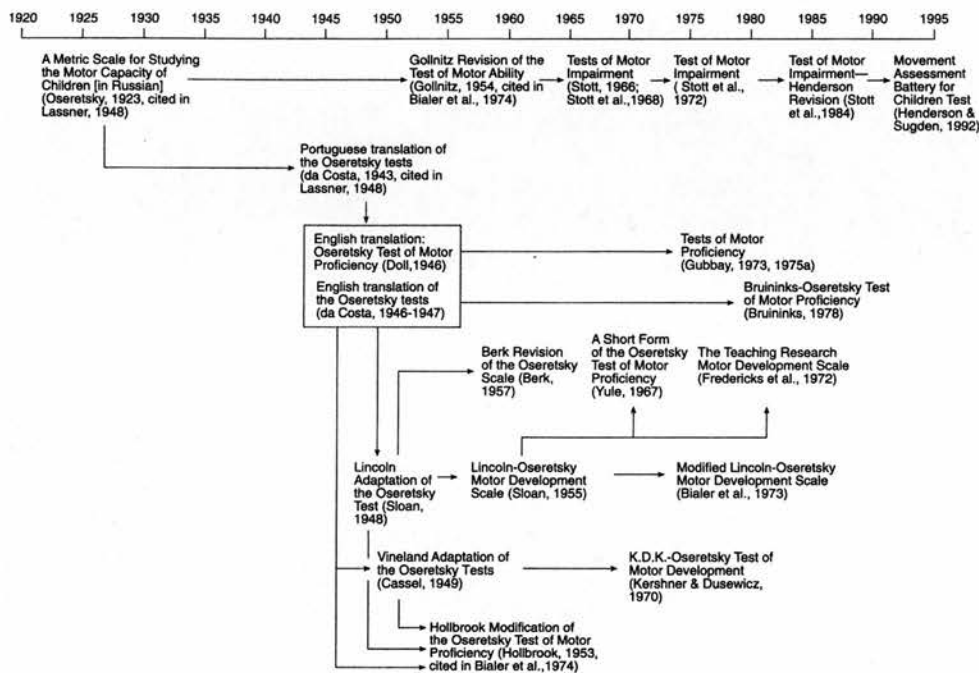 1920 1925 1930 1935 1940 1945 1950 1955 1960 1965 1970 1975 1980 1985 1990 1995
A Metric Scale for Studying
the Motor Capacity of
Children [in Russian]
(Oseretsky, 1923, cited in
Lassner, 1948)
Gollnitz Revision of the
Test of Motor Ability
(Gollnitz, 1954, cited in
Bialer et al., 1974)
Tests of Motor
Impairment
(Stott, 1966;
Stott et al.,1968)
Test of Motor
Impairment
( Stott et al.,
1972)
Test of Motor
Impairment—
Henderson
Revision (Stott
et al.,1984)
Movement
Assessment
Battery for
Children Test
(Henderson &
Sugden, 1992)
Portuguese translation of
the Oseretsky tests
(da Costa, 1943, cited in
Lassner, 1948)
English translation:
Oseretsky Test of Motor
Proficiency (Doll,1946)
English translation of
the Oseretsky tests
(da Costa, 1946-1947)
Tests of Motor
Proficiency
(Gubbay, 1973, 1975a)
Bruininks-Oseretsky Test
of Motor Proficiency
(Bruininks, 1978)
Berk Revision
of the Oseretsky
Scale (Berk,
1957)
A Short Form
of the Oseretsky
Test of Motor
Proficiency
(Yule, 1967)
The Teaching Research
Motor Development Scale
(Fredericks et al., 1972)
Lincoln
Adaptation of
the Oseretsky
Test (Sloan,
1948)
Lincoln-Oseretsky
Motor Development
Scale (Sloan, 1955)
Modified Lincoln-Oseretsky
Motor Development Scale
(Bialer et al., 1973)
Vineland Adaptation of
the Oseretsky Tests
(Cassel, 1949)
K.D.K.-Oseretsky Test of
Motor Development
(Kershner & Dusewicz,
1970)
Hollbrook Modification of
the Oseretsky Test of Motor
Proficiency (Hollbrook, 1953,
cited in Bialer et al.,1974)